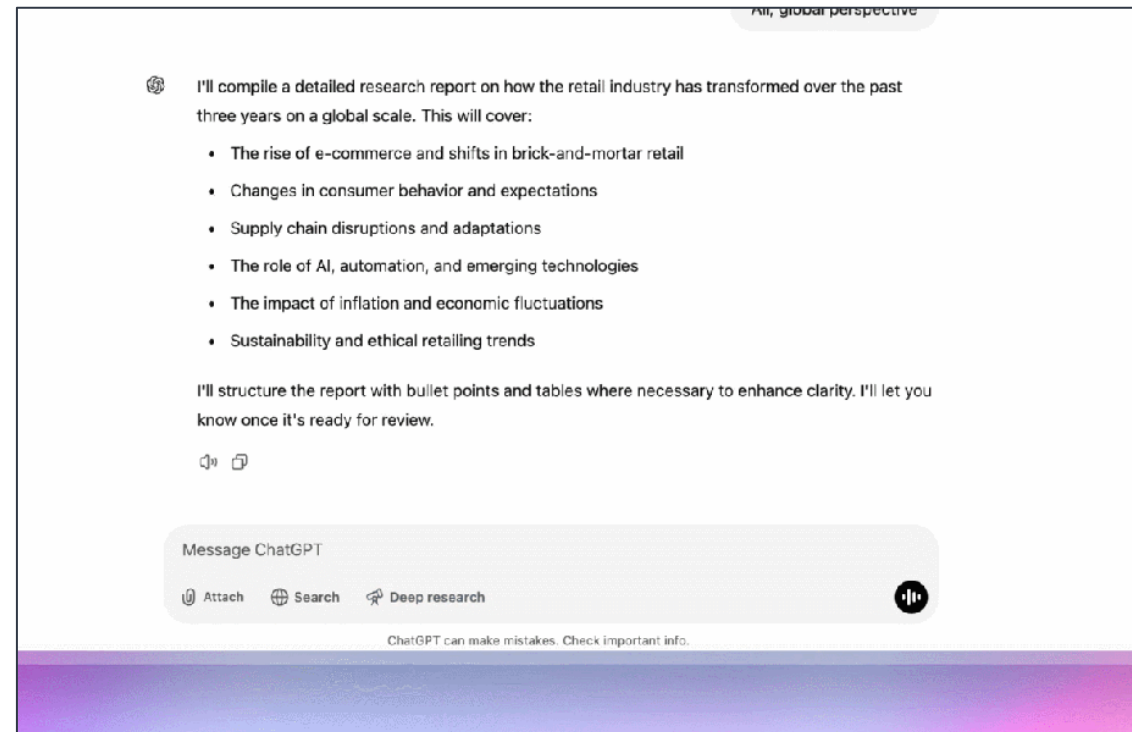 All, global perspective
I'll compile a detailed research report on how the retail industry has transformed over the past
three years on a global scale. This will cover:
• The rise of e-commerce and shifts in brick-and-mortar retail
• Changes in consumer behavior and expectations
• Supply chain disruptions and adaptations
• The role of AI, automation, and emerging technologies
• The impact of inflation and economic fluctuations
• Sustainability and ethical retailing trends
I'll structure the report with bullet points and tables where necessary to enhance clarity. I'll let you
know once it's ready for review.
Message ChatGPT
Attach Search Deep research
ChatGPT can make mistakes. Check important info.